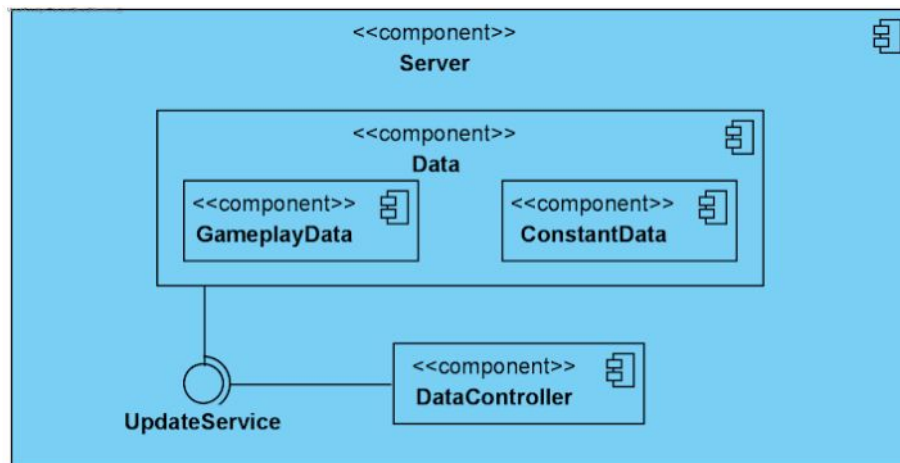 <<component>>
Server
<<component>>
Data
<<component>>
GameplayData
<<component>>
ConstantData
<<component>>
DataController
UpdateService